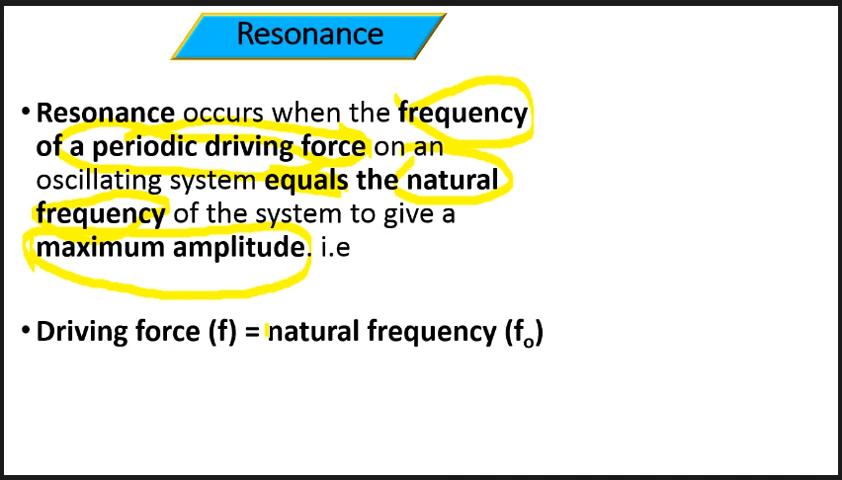 Resonance
• Resonance occurs when the frequency
of a periodic driving force on an
oscillating system equals the natural
frequency of the system to give a
maximum amplitude. i.e
• Driving force (f) = natural frequency (fₒ)